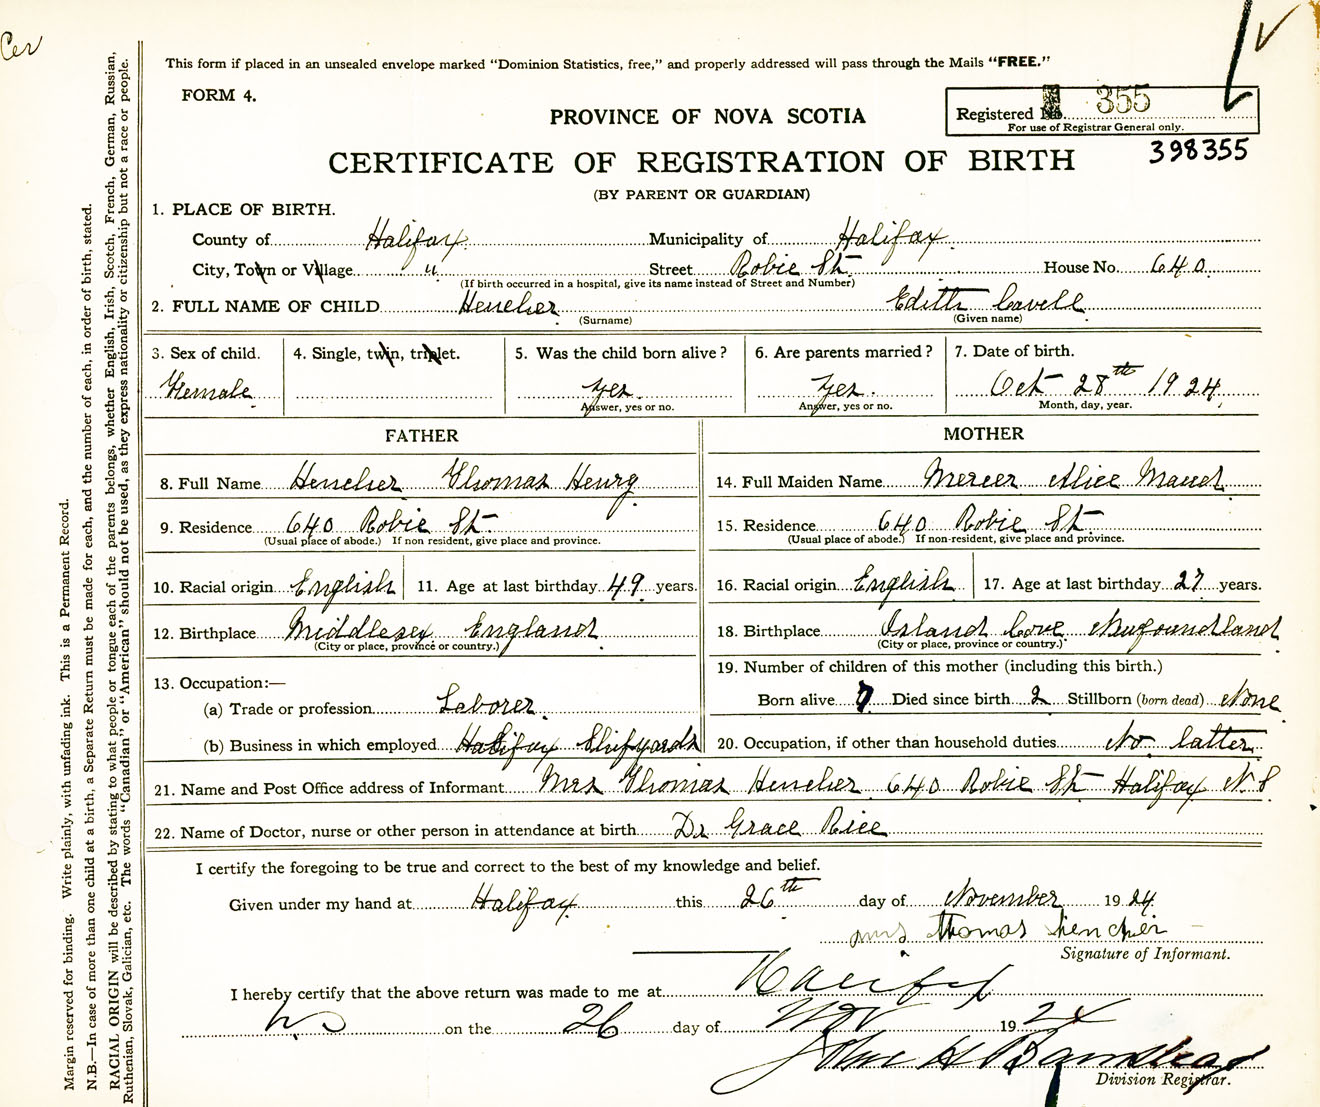 Cer
This form if placed in an unsealed envelope marked "Dominion Statistics, free," and properly addressed will pass through the Mails "FREE."
FORM 4.
PROVINCE OF NOVA SCOTIA
Registered No. 355
For use of Registrar General only.
398355
CERTIFICATE OF REGISTRATION OF BIRTH
(BY PARENT OR GUARDIAN)
1. PLACE OF BIRTH.
County of Halifax Municipality of Halifax
City, Town or Village " Street Robie St House No. 640
(If birth occurred in a hospital, give its name instead of Street and Number)
2. FULL NAME OF CHILD Hencher Edith Cavell
(Surname) (Given name)
3. Sex of child. 4. Single, twin, triplet. 5. Was the child born alive? 6. Are parents married? 7. Date of birth.
Female yes. yes. Oct 28th 1924.
Answer, yes or no. Answer, yes or no. Month, day, year.
FATHER MOTHER
8. Full Name Hencher Thomas Henry 14. Full Maiden Name Mercer Alice Maud
9. Residence 640 Robie St 15. Residence 640 Robie St
(Usual place of abode.) If non resident, give place and province. (Usual place of abode.) If non-resident, give place and province.
10. Racial origin English 11. Age at last birthday 49 years. 16. Racial origin English 17. Age at last birthday 27 years.
12. Birthplace Middlesex England 18. Birthplace Island Cove Newfoundland
(City or place, province or country.) (City or place, province or country.)
19. Number of children of this mother (including this birth.)
13. Occupation:—
(a) Trade or profession Laborer. Born alive 7 Died since birth 2 Stillborn (born dead) None
(b) Business in which employed Halifax Shipyards 20. Occupation, if other than household duties No latter
21. Name and Post Office address of Informant Mrs Thomas Hencher 640 Robie St Halifax N.S.
22. Name of Doctor, nurse or other person in attendance at birth Dr Grace Rice
I certify the foregoing to be true and correct to the best of my knowledge and belief.
Given under my hand at Halifax this 26th day of November 1924
mrs thomas hencher
Signature of Informant.
I hereby certify that the above return was made to me at Halifax
NS on the 26 day of Nov 1924
John H
Division Registrar.
Margin reserved for binding. Write plainly, with unfading ink. This is a Permanent Record.
N.B.—In case of more than one child at a birth, a Separate Return must be made for each, and the number of each, in order of birth, stated.
RACIAL ORIGIN will be described by stating to what people or tongue each of the parents belongs, whether English, Irish, Scotch, French, German, Russian,
Ruthenian, Slovak, Galician, etc. The words "Canadian" or "American" should not be used, as they express nationality or citizenship but not a race or people.